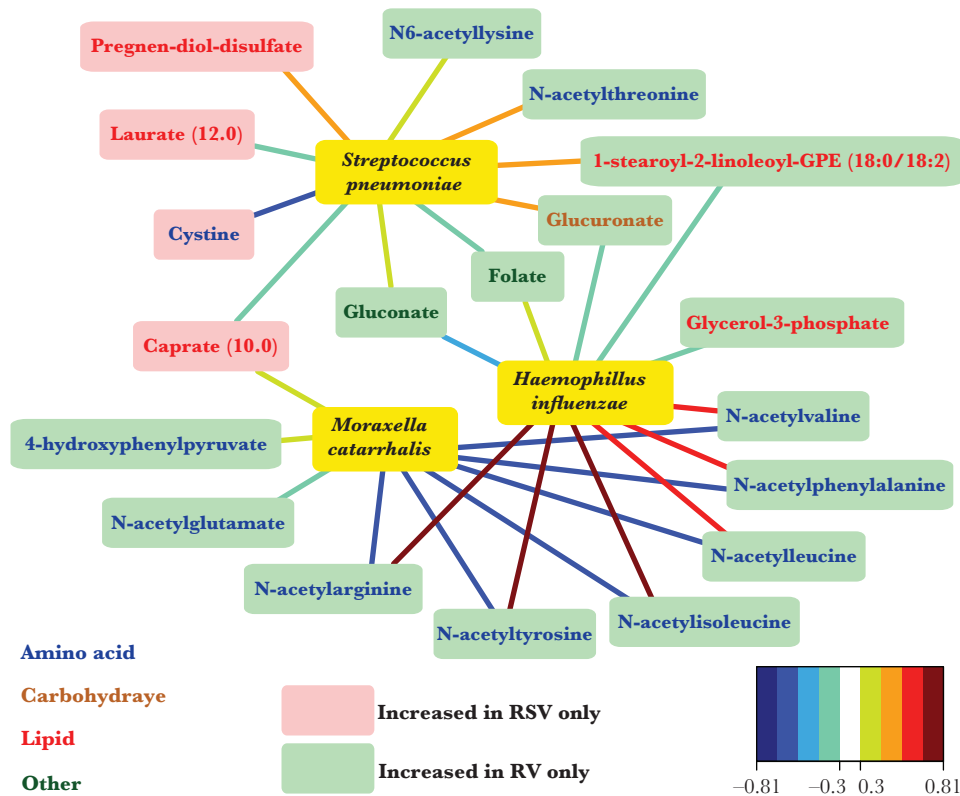 N6-acetyllysine
Pregnen-diol-disulfate
N-acetylthreonine
Laurate (12.0)
Streptococcus
pneumoniae
1-stearoyl-2-linoleoyl-GPE (18:0/18:2)
Glucuronate
Cystine
Folate
Gluconate
Glycerol-3-phosphate
Caprate (10.0)
Haemophillus
influenzae
N-acetylvaline
Moraxella
catarrhalis
4-hydroxyphenylpyruvate
N-acetylphenylalanine
N-acetylglutamate
N-acetylleucine
N-acetylarginine
N-acetylisoleucine
N-acetyltyrosine
Amino acid
Carbohydraye
Lipid
Other
Increased in RSV only
Increased in RV only
−0.81 −0.3 0.3 0.81